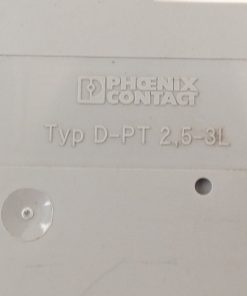 PHOENIX
CONTACT
Typ D-PT 2,5-3L